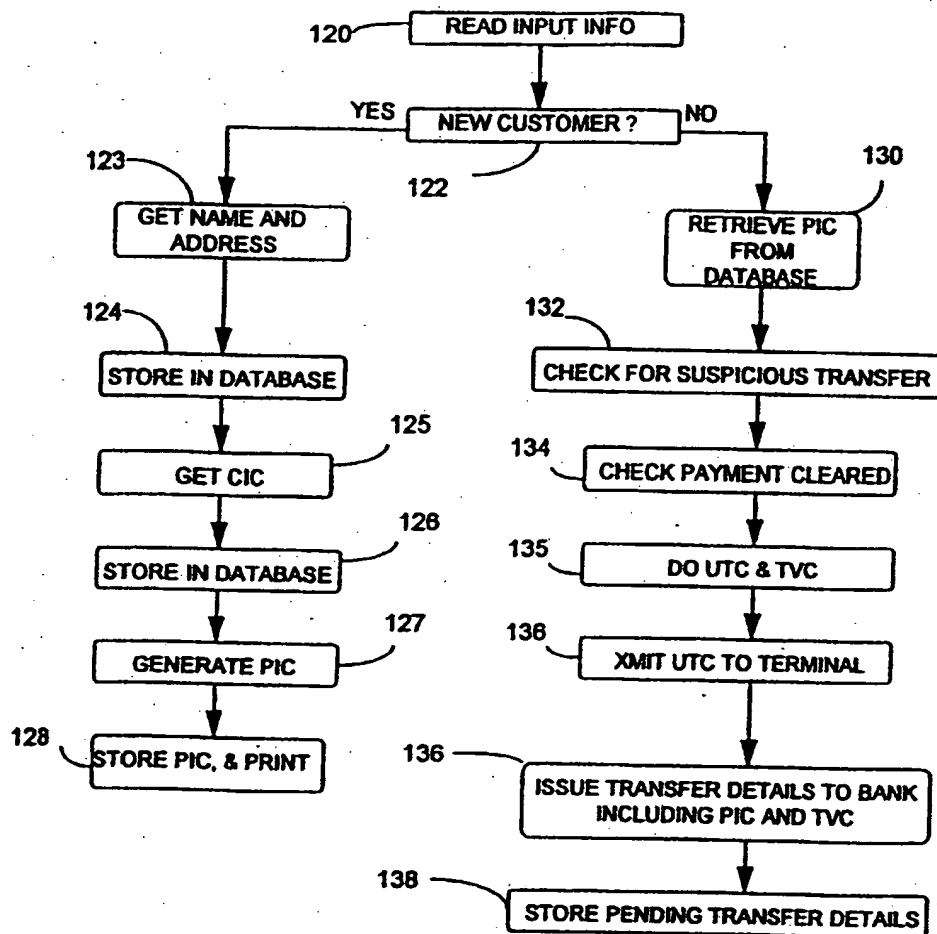 120
READ INPUT INFO
YES
NEW CUSTOMER ?
NO
122
123
GET NAME AND
ADDRESS
124
STORE IN DATABASE
125
GET CIC
126
STORE IN DATABASE
127
GENERATE PIC
128
STORE PIC, & PRINT
130
RETRIEVE PIC
FROM
DATABASE
132
CHECK FOR SUSPICIOUS TRANSFER
134
CHECK PAYMENT CLEARED
135
DO UTC & TVC
136
XMIT UTC TO TERMINAL
136
ISSUE TRANSFER DETAILS TO BANK
INCLUDING PIC AND TVC
138
STORE PENDING TRANSFER DETAILS